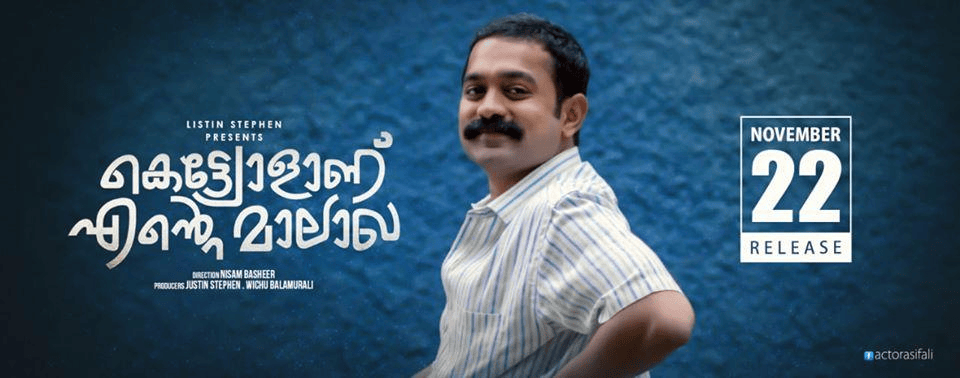 LISTIN STEPHEN
PRESENTS
കെട്ട്യോളാണ്
എന്റെ മാലാഖ
DIRECTION NISAM BASHEER
PRODUCERS JUSTIN STEPHEN . WICHU BALAMURALI
NOVEMBER
22
RELEASE
actorasifali